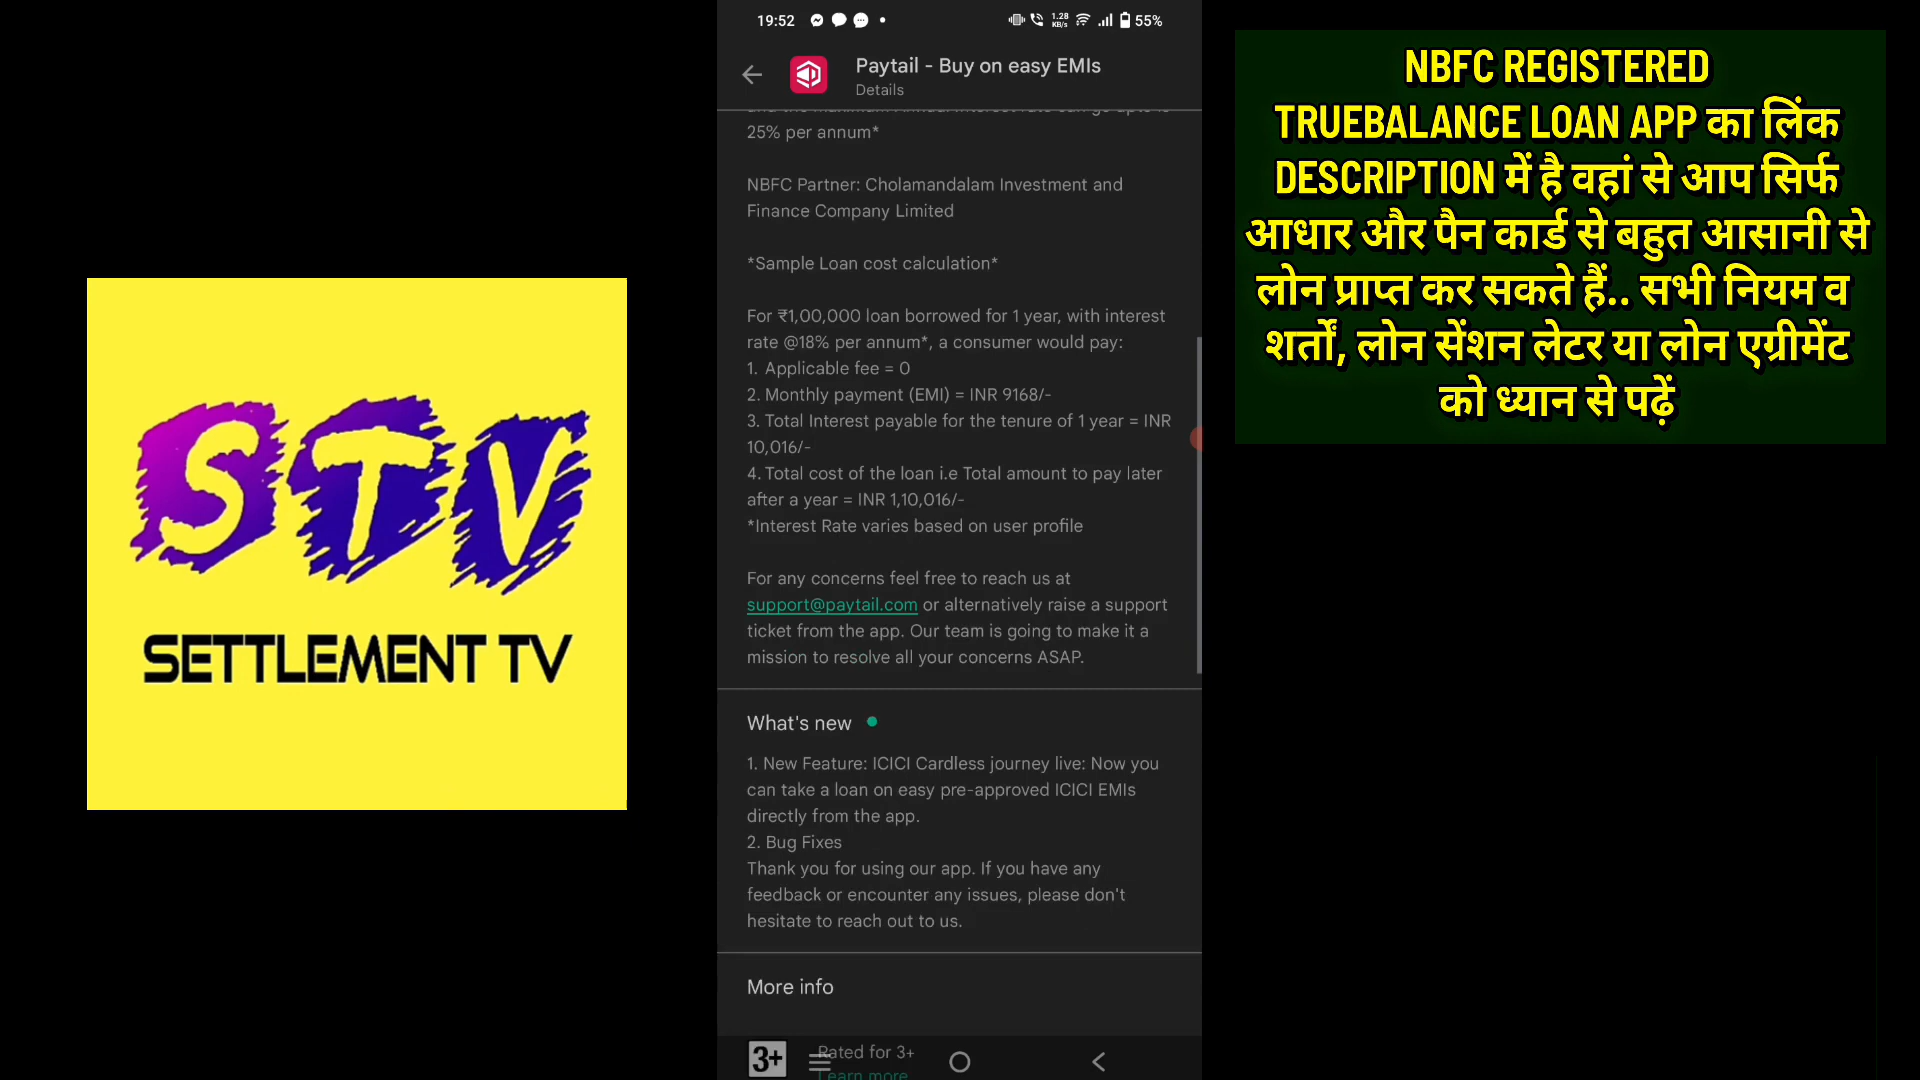 STV
SETTLEMENT TV
19:52
1.28
KB/s
55%
Paytail - Buy on easy EMIs
Details
25% per annum*
NBFC Partner: Cholamandalam Investment and
Finance Company Limited
*Sample Loan cost calculation*
For ₹1,00,000 loan borrowed for 1 year, with interest
rate @18% per annum*, a consumer would pay:
1. Applicable fee = 0
2. Monthly payment (EMI) = INR 9168/-
3. Total Interest payable for the tenure of 1 year = INR
10,016/-
4. Total cost of the loan i.e Total amount to pay later
after a year = INR 1,10,016/-
*Interest Rate varies based on user profile
For any concerns feel free to reach us at
support@paytail.com or alternatively raise a support
ticket from the app. Our team is going to make it a
mission to resolve all your concerns ASAP.
What's new
1. New Feature: ICICI Cardless journey live: Now you
can take a loan on easy pre-approved ICICI EMIs
directly from the app.
2. Bug Fixes
Thank you for using our app. If you have any
feedback or encounter any issues, please don't
hesitate to reach out to us.
More info
3+
Rated for 3+
Learn more
NBFC REGISTERED
TRUEBALANCE LOAN APP का लिंक
DESCRIPTION में है वहां से आप सिर्फ
आधार और पैन कार्ड से बहुत आसानी से
लोन प्राप्त कर सकते हैं.. सभी नियम व
शर्तों, लोन सेंशन लेटर या लोन एग्रीमेंट
को ध्यान से पढ़ें